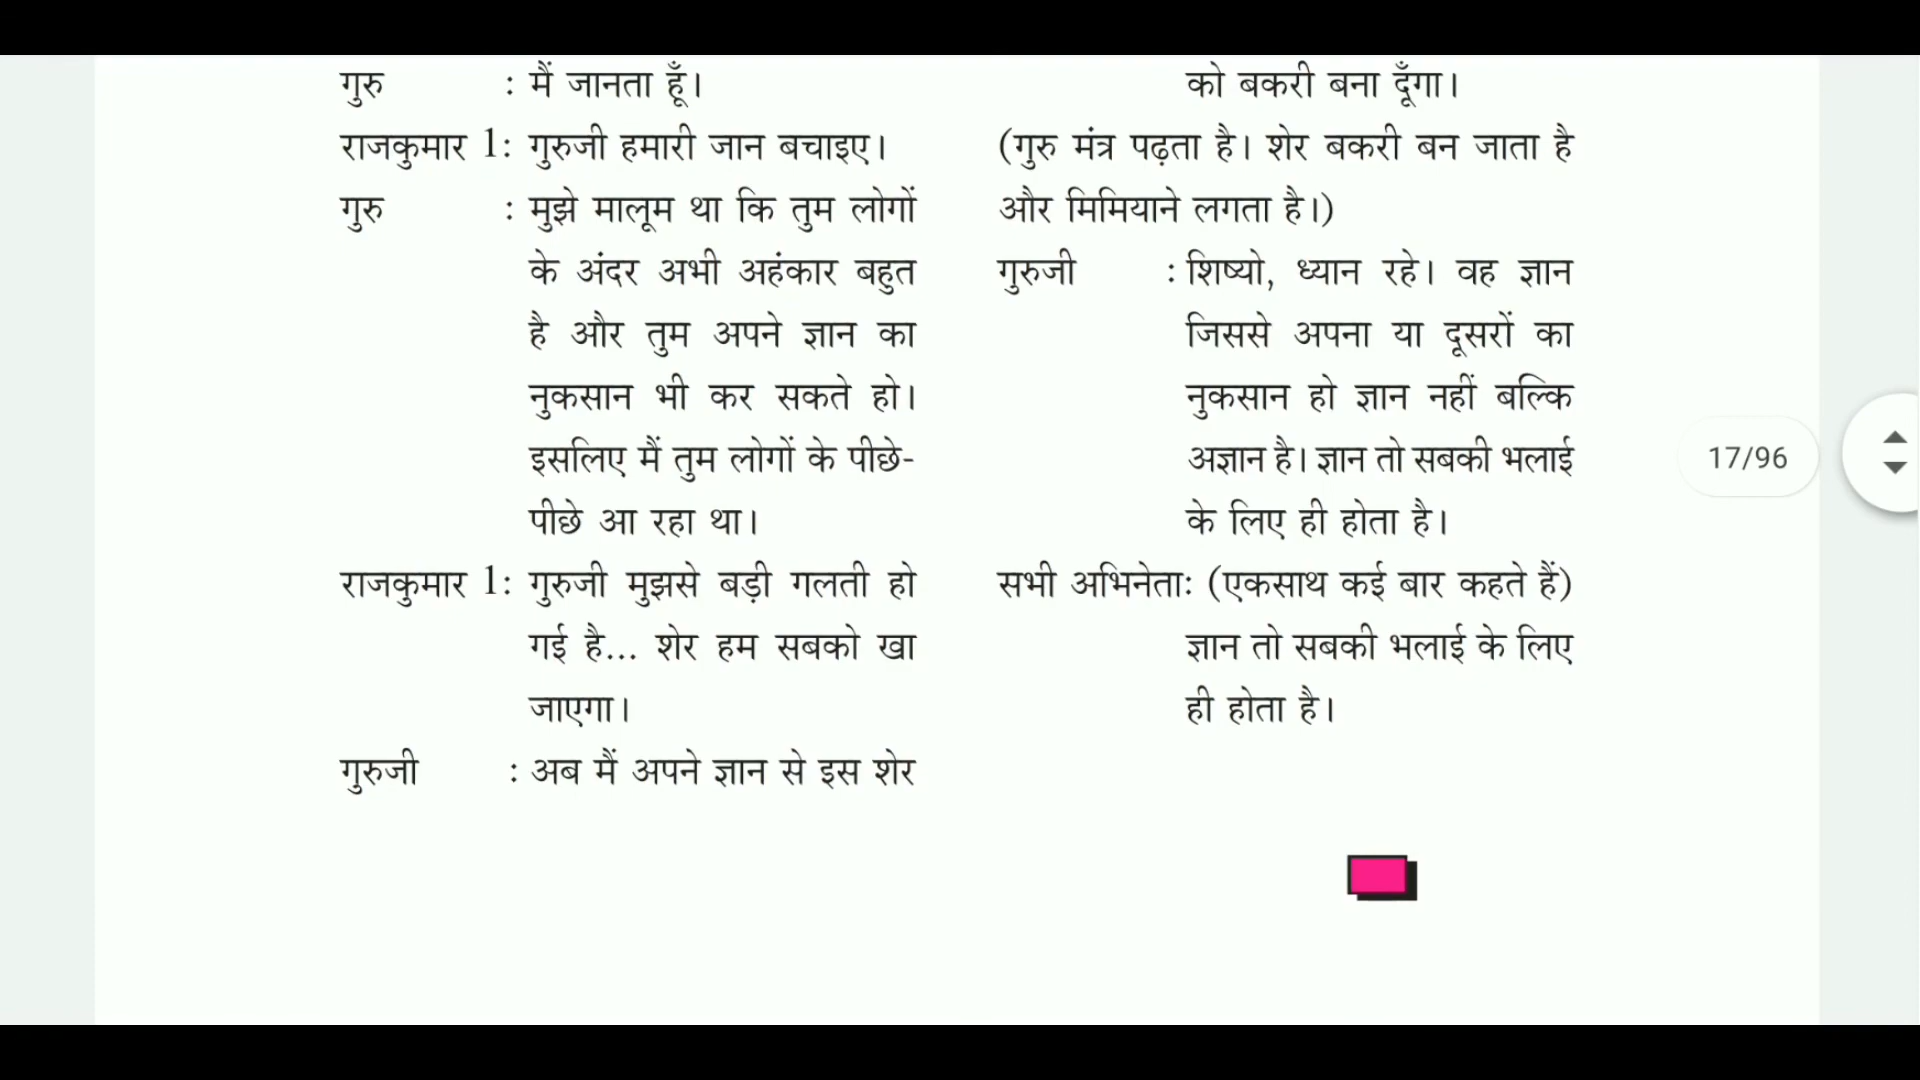 गुरु : मैं जानता हूँ।
राजकुमार 1: गुरुजी हमारी जान बचाइए।
गुरु : मुझे मालूम था कि तुम लोगों
के अंदर अभी अहंकार बहुत
है और तुम अपने ज्ञान का
नुकसान भी कर सकते हो।
इसलिए मैं तुम लोगों के पीछे-
पीछे आ रहा था।
राजकुमार 1: गुरुजी मुझसे बड़ी गलती हो
गई है... शेर हम सबको खा
जाएगा।
गुरुजी : अब मैं अपने ज्ञान से इस शेर
को बकरी बना दूँगा।
(गुरु मंत्र पढ़ता है। शेर बकरी बन जाता है
और मिमियाने लगता है।)
गुरुजी : शिष्यो, ध्यान रहे। वह ज्ञान
जिससे अपना या दूसरों का
नुकसान हो ज्ञान नहीं बल्कि
अज्ञान है। ज्ञान तो सबकी भलाई
के लिए ही होता है।
सभी अभिनेताः (एकसाथ कई बार कहते हैं)
ज्ञान तो सबकी भलाई के लिए
ही होता है।
17/96